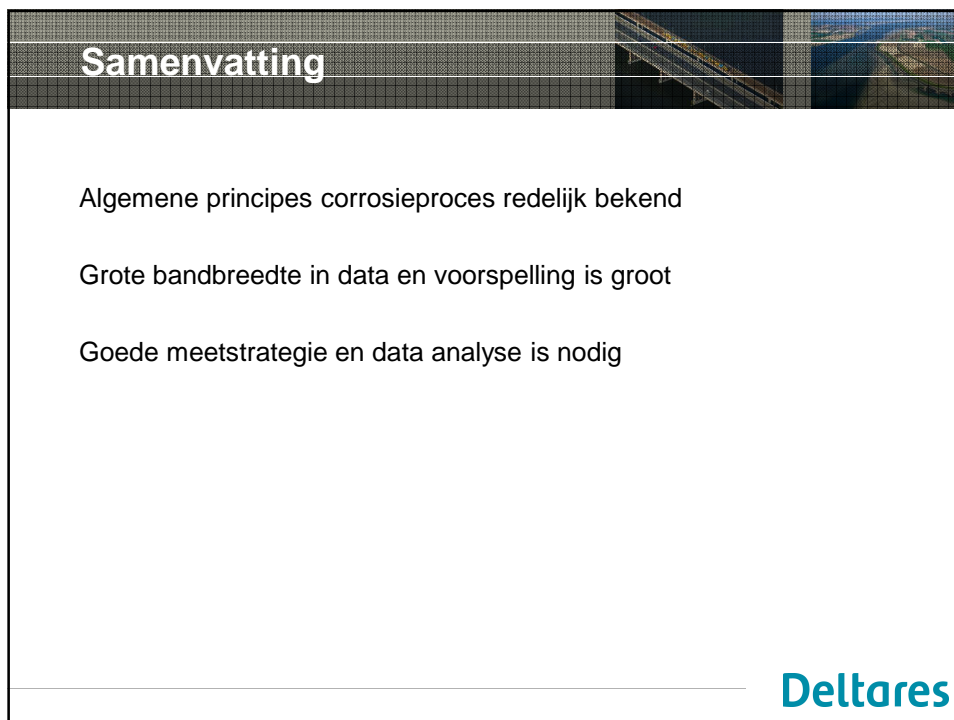 Samenvatting
Algemene principes corrosieproces redelijk bekend
Grote bandbreedte in data en voorspelling is groot
Goede meetstrategie en data analyse is nodig
Deltares